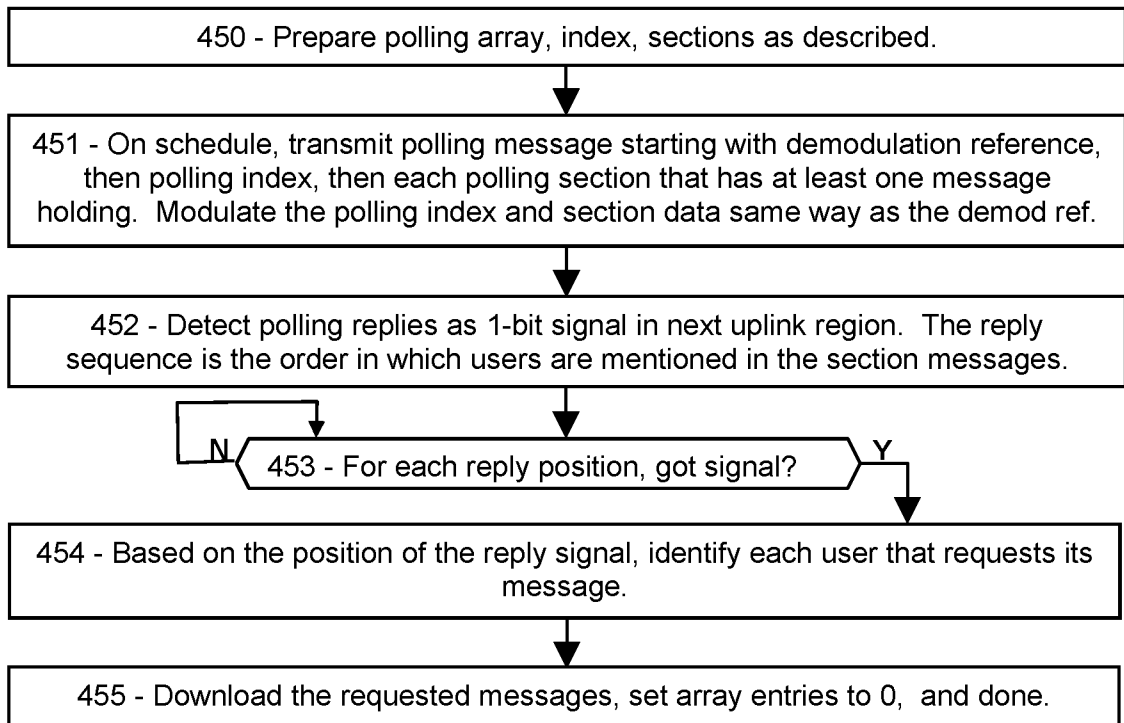 450 - Prepare polling array, index, sections as described.
451 - On schedule, transmit polling message starting with demodulation reference,
then polling index, then each polling section that has at least one message
holding. Modulate the polling index and section data same way as the demod ref.
452 - Detect polling replies as 1-bit signal in next uplink region. The reply
sequence is the order in which users are mentioned in the section messages.
N
453 - For each reply position, got signal?
Y
454 - Based on the position of the reply signal, identify each user that requests its
message.
455 - Download the requested messages, set array entries to 0, and done.